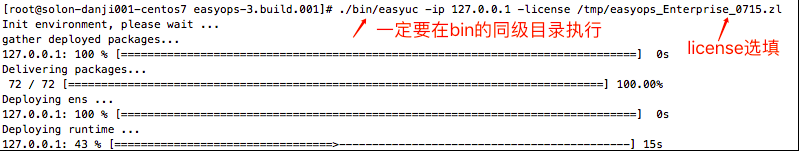 [root@solon-danji001-centos7 easyops-3.build.001]# ./bin/easyuc -ip 127.0.0.1 -license /tmp/easyops_Enterprise_0715.zl
Init environment, please wait ...
一定要在bin的同级目录执行
license选填
gather deployed packages...
127.0.0.1: 100 % [==================================================================] 0s
Delivering packages...
72 / 72 [====================================================================] 100.00%
Deploying ens ...
127.0.0.1: 100 % [==================================================================] 0s
Deploying runtime ...
127.0.0.1: 43 % [============================>-------------------------------------] 15s